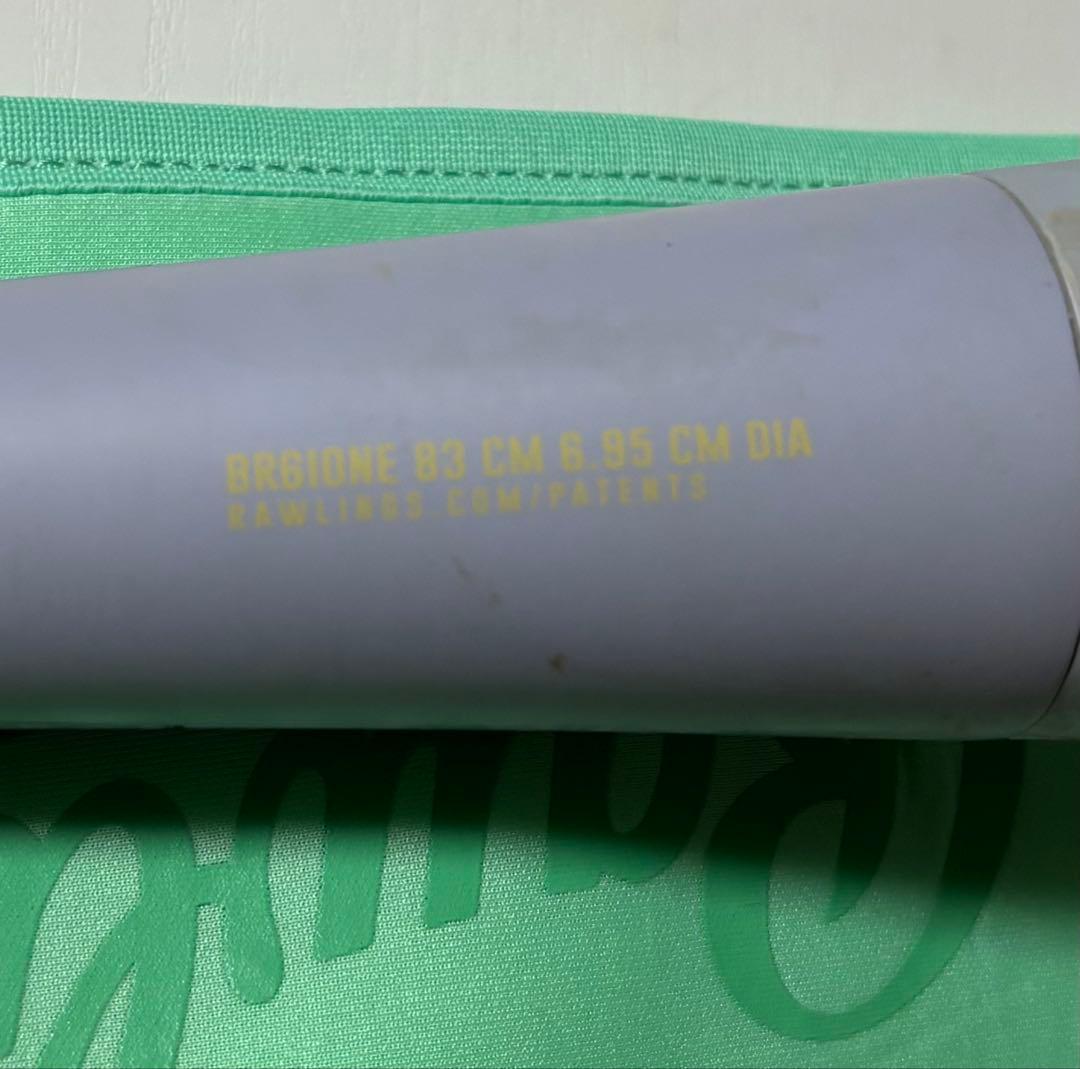 BR6IONE 83 CM 6.95 CM DIA
RAWLINGS.COM/PATENTS